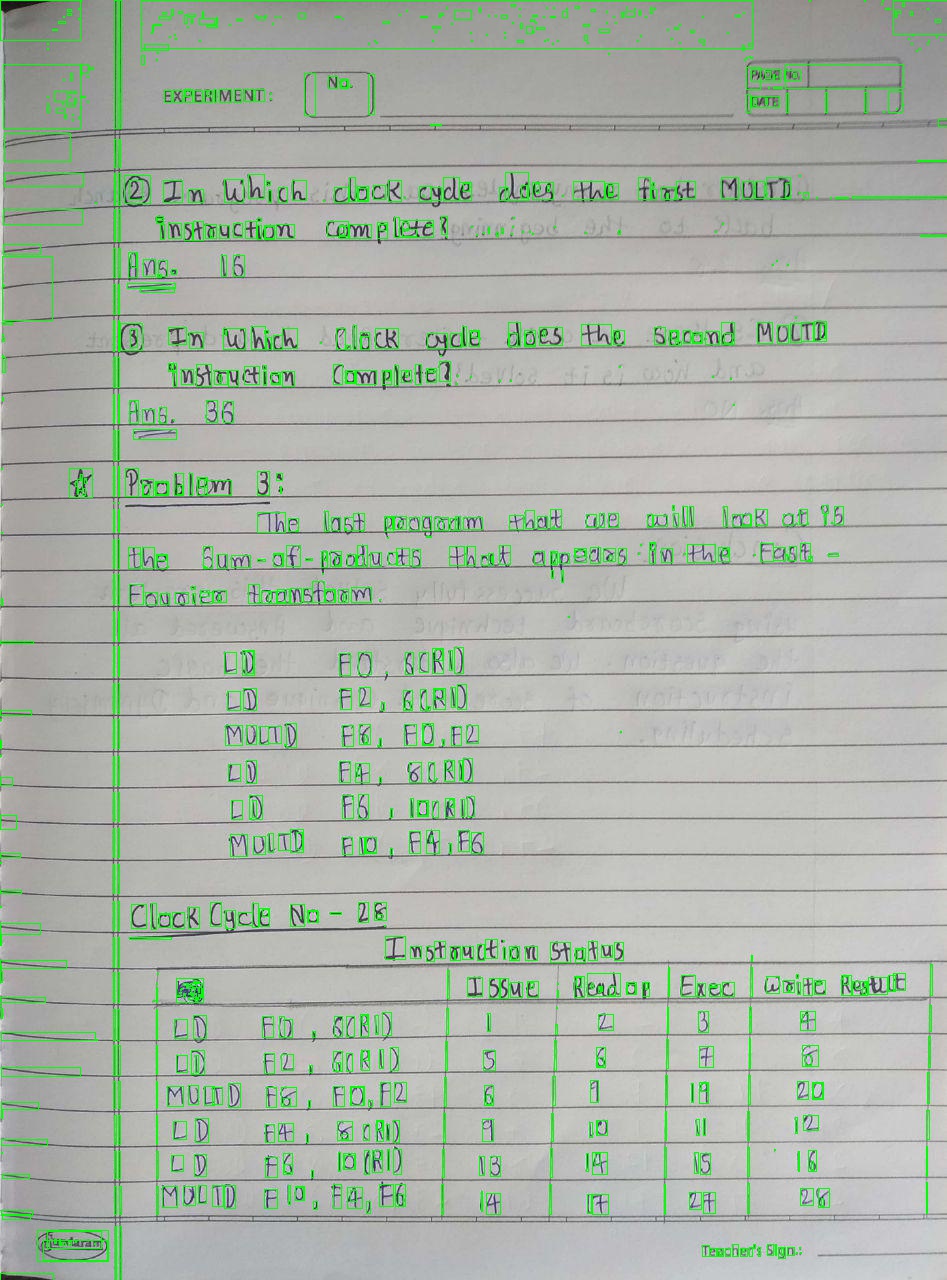 EXPERIMENT: No.
PAGE No.
DATE
② In Which clock cycle does the first MULTD
instruction complete?
Ans. 16
③ In Which Clock cycle does the second MULTD
instruction Complete?
Ans. 36
☆ Problem 3:
The last program that we will look at is
the Sum-of-products that appears in the Fast-
Fourier transform.
LD F0, 6(R1)
LD F2, 6(R1)
MULTD F8, F0, F2
LD F4, 8(R1)
LD F6, 10(R1)
MULTD F10, F4, F6
Clock Cycle No - 28
Instruction Status
Issue Read op Exec Write Result
LD F0, 6(R1) 1 2 3 4
LD F2, 6(R1) 5 6 7 8
MULTD F8, F0, F2 6 9 19 20
LD F4, 8(R1) 9 10 11 12
LD F6, 10(R1) 13 14 15 16
MULTD F10, F4, F6 14 17 27 28
Sundaram
Teacher's Sign.: